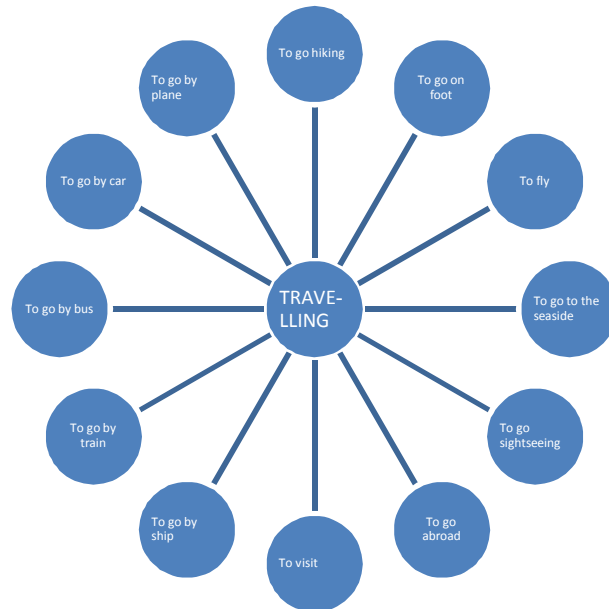 To go hiking
To go on
foot
To fly
To go to the
seaside
To go
sightseeing
To go
abroad
To visit
To go by
ship
To go by
train
To go by bus
To go by car
To go by
plane
TRAVE-
LLING